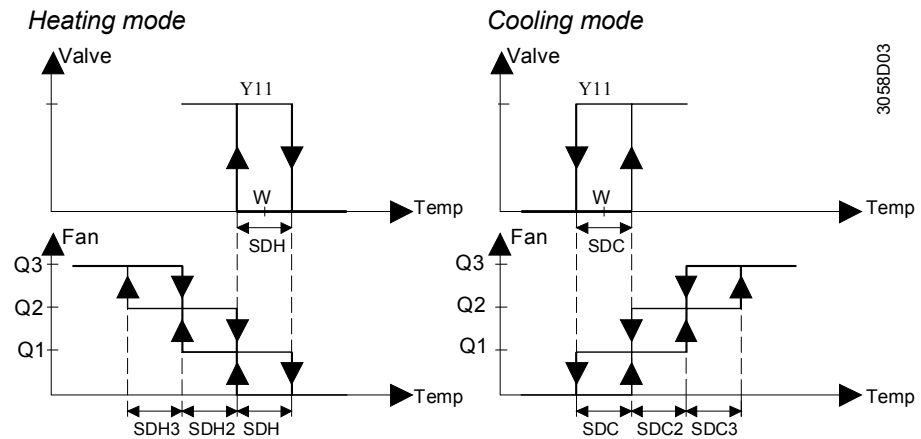 Heating mode
Valve
Y11
W
Temp
SDH
Fan
Q3
Q2
Q1
Temp
SDH3 SDH2 SDH
Cooling mode
Valve
Y11
W
Temp
SDC
Fan
Q3
Q2
Q1
Temp
SDC SDC2 SDC3
3058D03